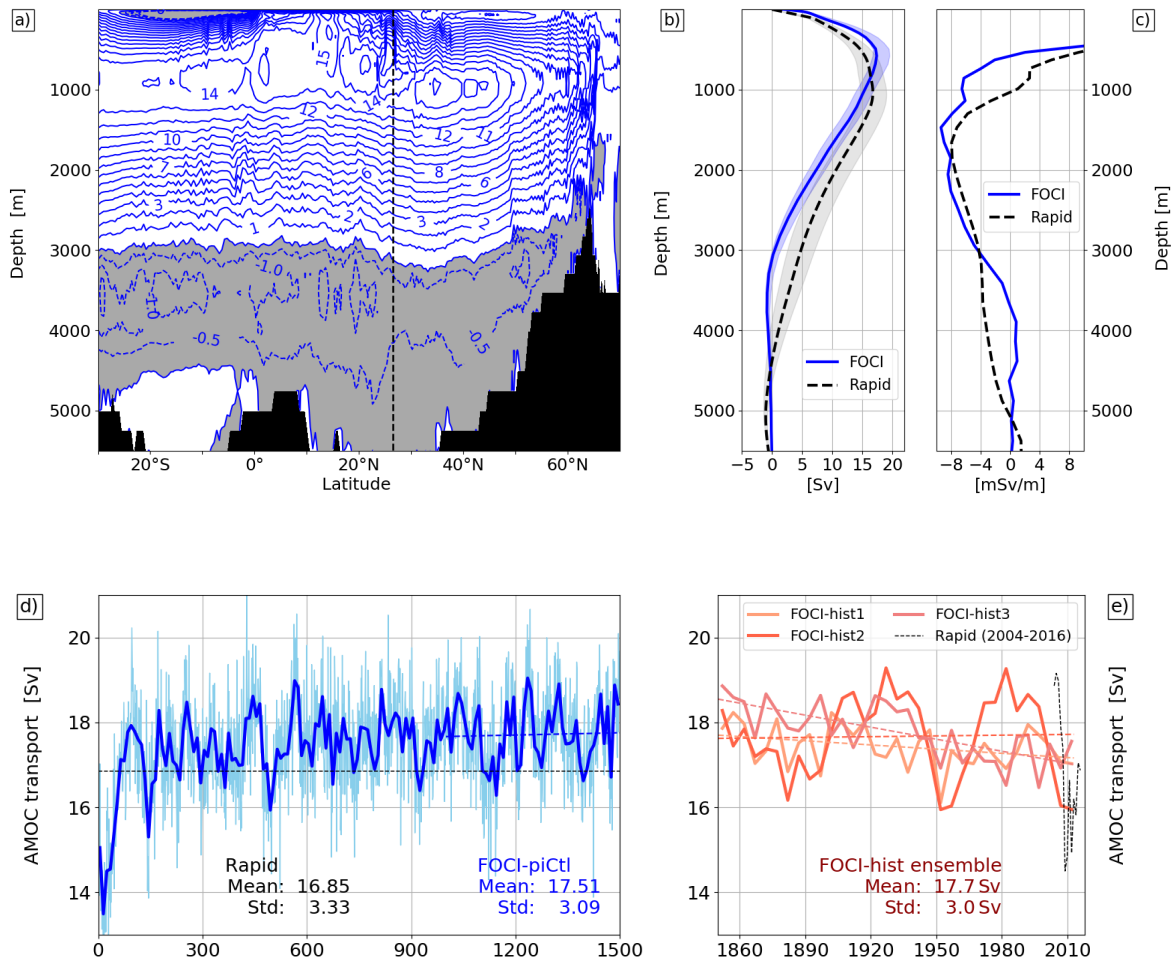 a)
14
15
14
12
10
12
11
7
6
8
6
3
2
3
2
1
-1.0
-0.5
-0.5
1000
2000
3000
4000
5000
Depth [m]
20°S 0° 20°N 40°N 60°N
Latitude
b)
1000
2000
3000
4000
5000
Depth [m]
FOCI
Rapid
−5 0 5 10 15 20
[Sv]
c)
FOCI
Rapid
1000
2000
3000
4000
5000
Depth [m]
−8 −4 0 4 8
[mSv/m]
d)
20
18
16
14
AMOC transport [Sv]
Rapid
Mean: 16.85
Std: 3.33
FOCI-piCtl
Mean: 17.51
Std: 3.09
0 300 600 900 1200 1500
e)
FOCI-hist1
FOCI-hist2
FOCI-hist3
Rapid (2004-2016)
20
18
16
14
AMOC transport [Sv]
FOCI-hist ensemble
Mean: 17.7 Sv
Std: 3.0 Sv
1860 1890 1920 1950 1980 2010